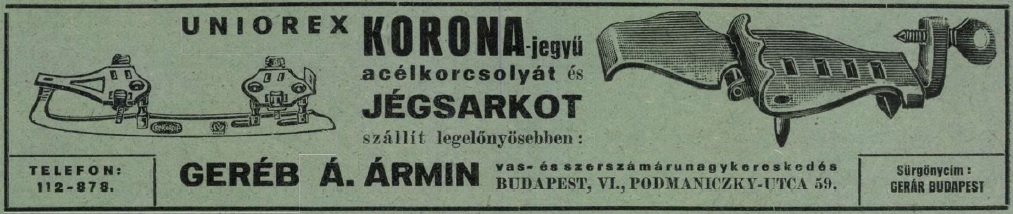 UNIOREX KORONA-jegyű
acélkorcsolyát és
JÉGSARKOT
szállít legelőnyösebben:
TELEFON:
112-878.
GERÉB Á. ÁRMIN
vas- és szerszámárunagykereskedés
BUDAPEST, VI., PODMANICZKY-UTCA 59.
Sürgönycim:
GERÁR BUDAPEST